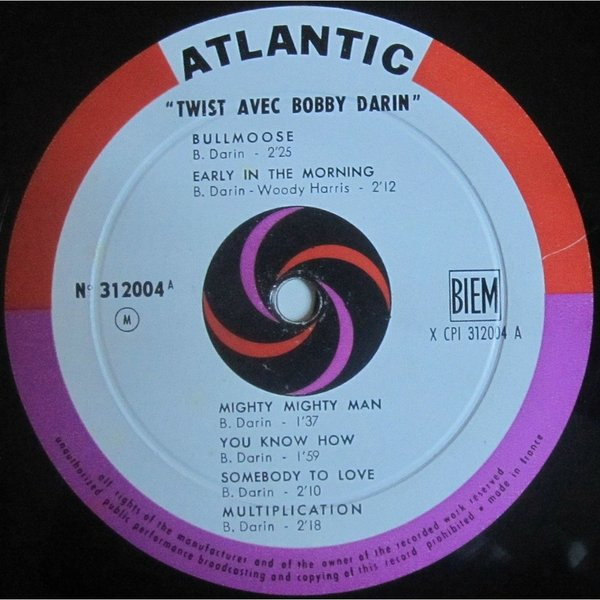 ATLANTIC
"TWIST AVEC BOBBY DARIN"
BULLMOOSE
B. Darin - 2'25
EARLY IN THE MORNING
B. Darin - Woody Harris - 2'12
Nº 312004 A
M
BIEM
X CPI 312004 A
MIGHTY MIGHTY MAN
B. Darin - 1'37
YOU KNOW HOW
B. Darin - 1'59
SOMEBODY TO LOVE
B. Darin - 2'10
MULTIPLICATION
B. Darin - 2'18
all rights of the manufacturer and of the owner of the recorded work reserved
unauthorized public performance broadcasting and copying of this record prohibited • made in france